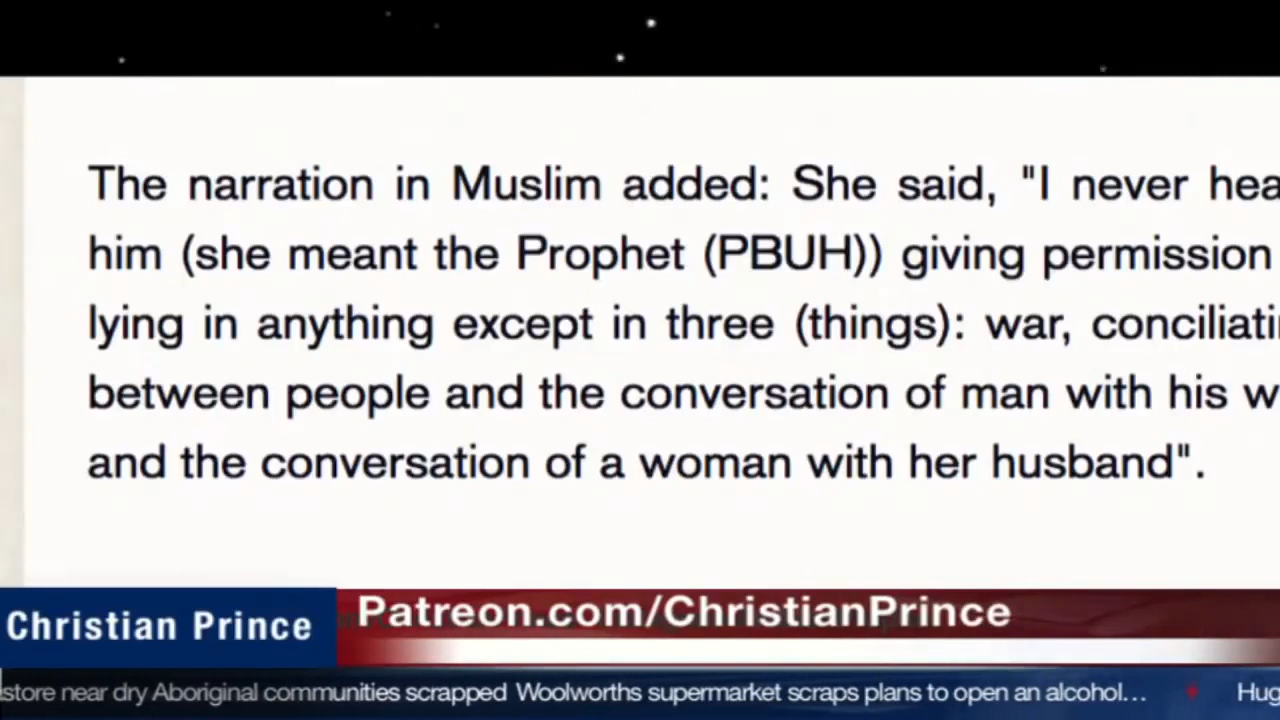 The narration in Muslim added: She said, "I never hea
him (she meant the Prophet (PBUH)) giving permission
lying in anything except in three (things): war, conciliati
between people and the conversation of man with his w
and the conversation of a woman with her husband".
Christian Prince
Patreon.com/ChristianPrince
store near dry Aboriginal communities scrapped Woolworths supermarket scraps plans to open an alcohol... Hug